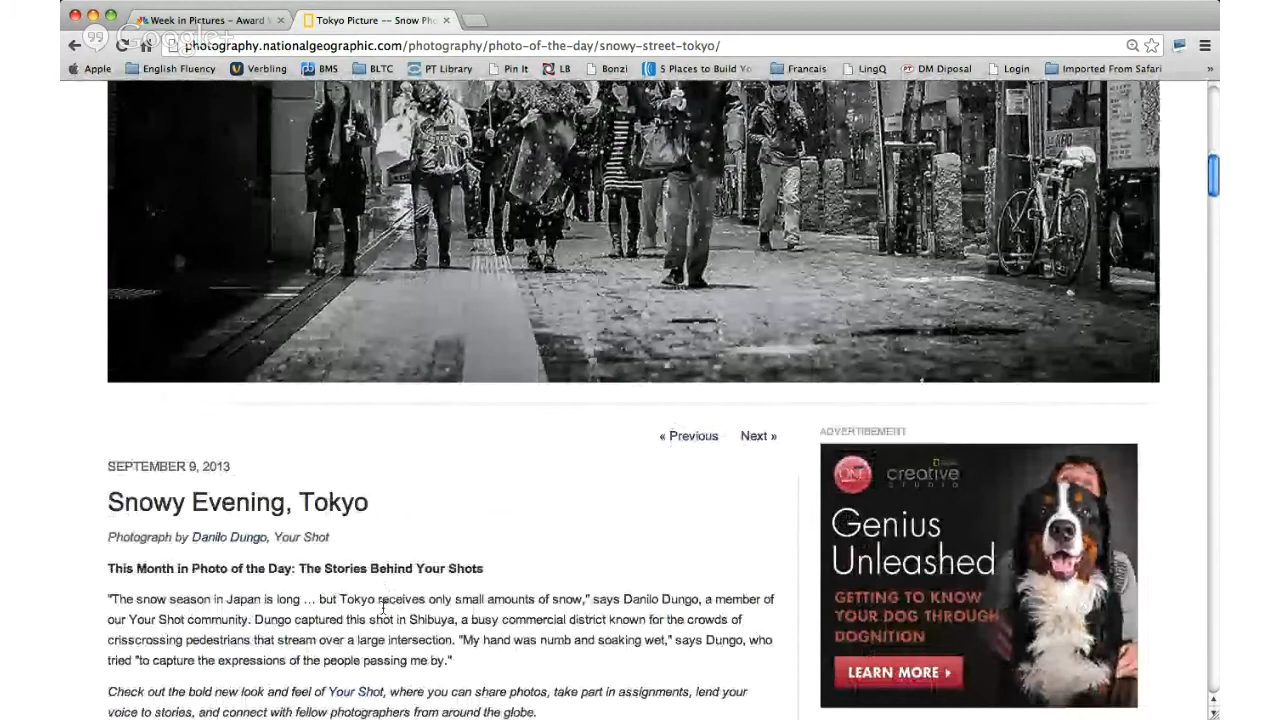 Week in Pictures – Award
Tokyo Picture -- Snow Pho
Google+
photography.nationalgeographic.com/photography/photo-of-the-day/snowy-street-tokyo/
Apple English Fluency Verbling BMS BLTC PT Library Pin It LB Bonzi 5 Places to Build Yo Francais LingQ DM Diposal Login Imported From Safari »
« Previous Next »
ADVERTISEMENT
SEPTEMBER 9, 2013
Snowy Evening, Tokyo
Photograph by Danilo Dungo, Your Shot
This Month in Photo of the Day: The Stories Behind Your Shots
"The snow season in Japan is long ... but Tokyo receives only small amounts of snow," says Danilo Dungo, a member of
our Your Shot community. Dungo captured this shot in Shibuya, a busy commercial district known for the crowds of
crisscrossing pedestrians that stream over a large intersection. "My hand was numb and soaking wet," says Dungo, who
tried "to capture the expressions of the people passing me by."
Check out the bold new look and feel of Your Shot, where you can share photos, take part in assignments, lend your
voice to stories, and connect with fellow photographers from around the globe.
ONE creative
STUDIO
Genius
Unleashed
GETTING TO KNOW
YOUR DOG THROUGH
DOGNITION
LEARN MORE